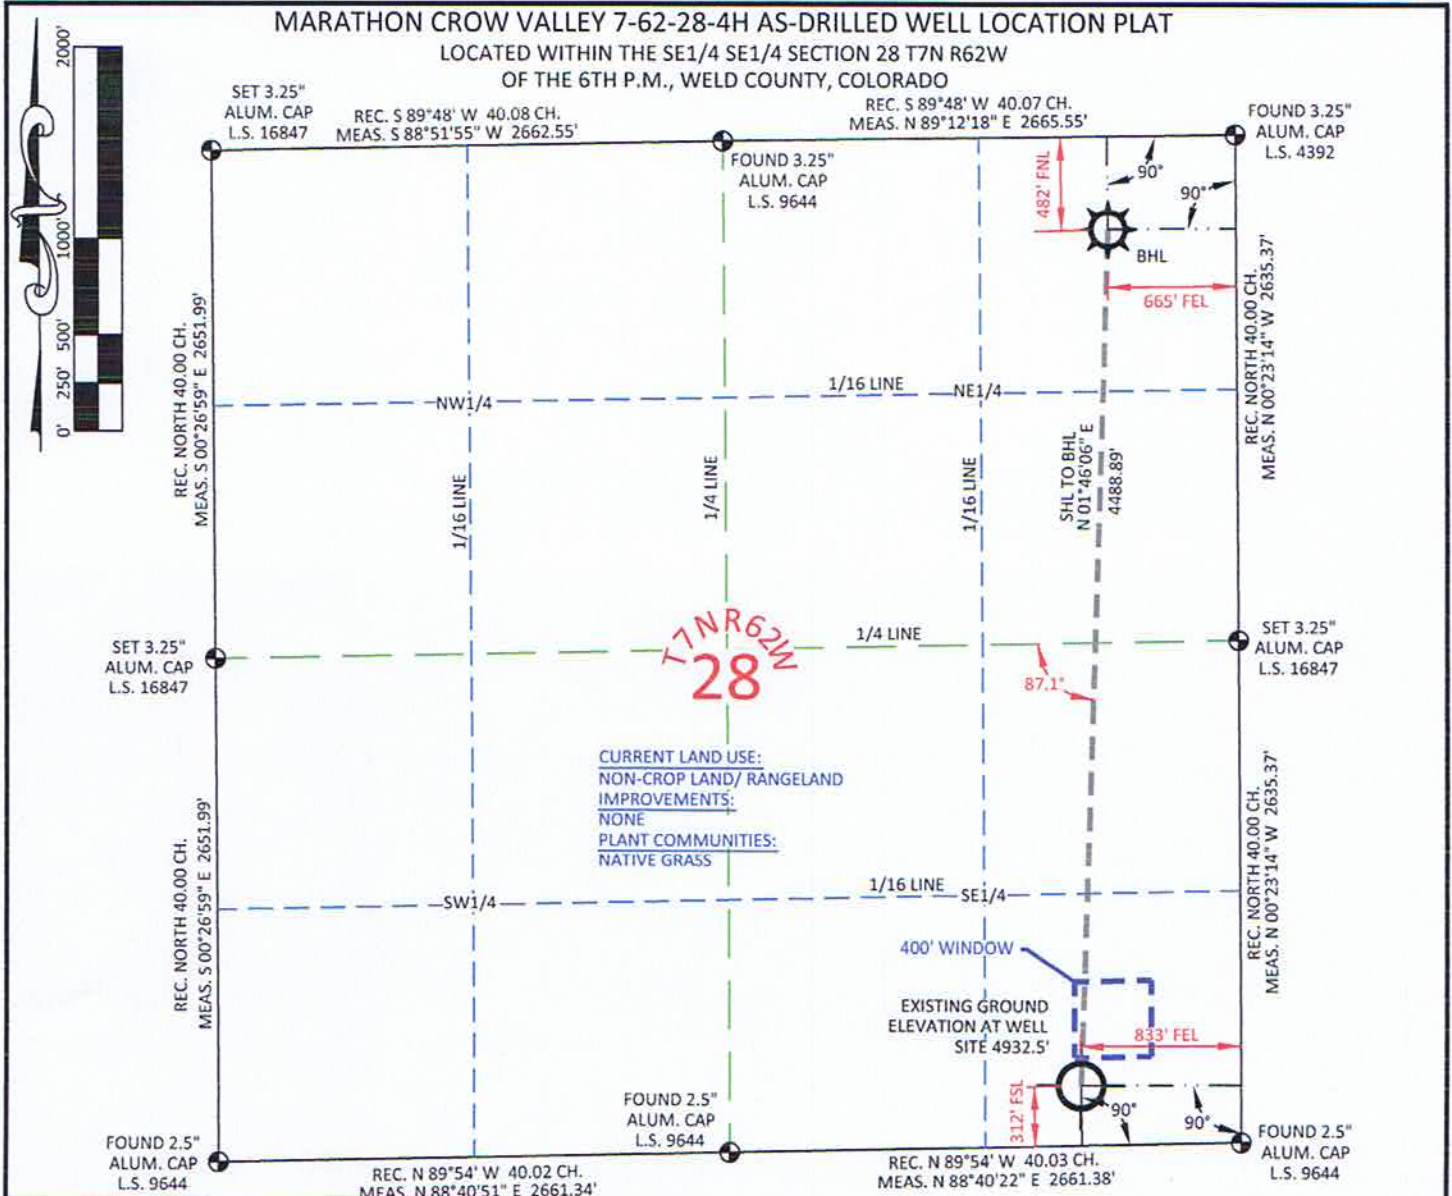 MARATHON CROW VALLEY 7-62-28-4H AS-DRILLED WELL LOCATION PLAT
LOCATED WITHIN THE SE1/4 SE1/4 SECTION 28 T7N R62W
OF THE 6TH P.M., WELD COUNTY, COLORADO
2000'
1000'
500'
250'
0'
SET 3.25"
ALUM. CAP
L.S. 16847
REC. S 89°48' W 40.08 CH.
MEAS. S 88°51'55" W 2662.55'
FOUND 3.25"
ALUM. CAP
L.S. 9644
REC. S 89°48' W 40.07 CH.
MEAS. N 89°12'18" E 2665.55'
FOUND 3.25"
ALUM. CAP
L.S. 4392
482' FNL
90°
90°
BHL
665' FEL
REC. NORTH 40.00 CH.
MEAS. S 00°26'59" E 2651.99'
REC. NORTH 40.00 CH.
MEAS. N 00°23'14" W 2635.37'
NW1/4
1/16 LINE
NE1/4
1/16 LINE
1/4 LINE
1/16 LINE
SHL TO BHL
N 01°46'06" E
4488.89'
SET 3.25"
ALUM. CAP
L.S. 16847
T7NR62W
28
1/4 LINE
87.1°
SET 3.25"
ALUM. CAP
L.S. 16847
CURRENT LAND USE:
NON-CROP LAND/ RANGELAND
IMPROVEMENTS:
NONE
PLANT COMMUNITIES:
NATIVE GRASS
REC. NORTH 40.00 CH.
MEAS. S 00°26'59" E 2651.99'
REC. NORTH 40.00 CH.
MEAS. N 00°23'14" W 2635.37'
SW1/4
1/16 LINE
SE1/4
400' WINDOW
EXISTING GROUND
ELEVATION AT WELL
SITE 4932.5'
833' FEL
312' FSL
90°
90°
FOUND 2.5"
ALUM. CAP
L.S. 9644
REC. N 89°54' W 40.02 CH.
MEAS. N 88°40'51" E 2661.34'
FOUND 2.5"
ALUM. CAP
L.S. 9644
REC. N 89°54' W 40.03 CH.
MEAS. N 88°40'22" E 2661.38'
FOUND 2.5"
ALUM. CAP
L.S. 9644